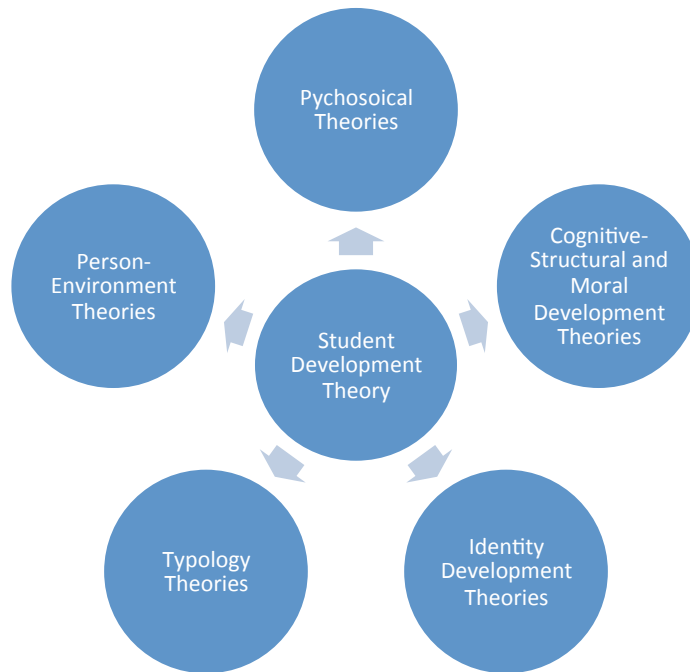 Pychosoical
Theories
Cognitive-
Structural and
Moral
Development
Theories
Person-
Environment
Theories
Student
Development
Theory
Typology
Theories
Identity
Development
Theories